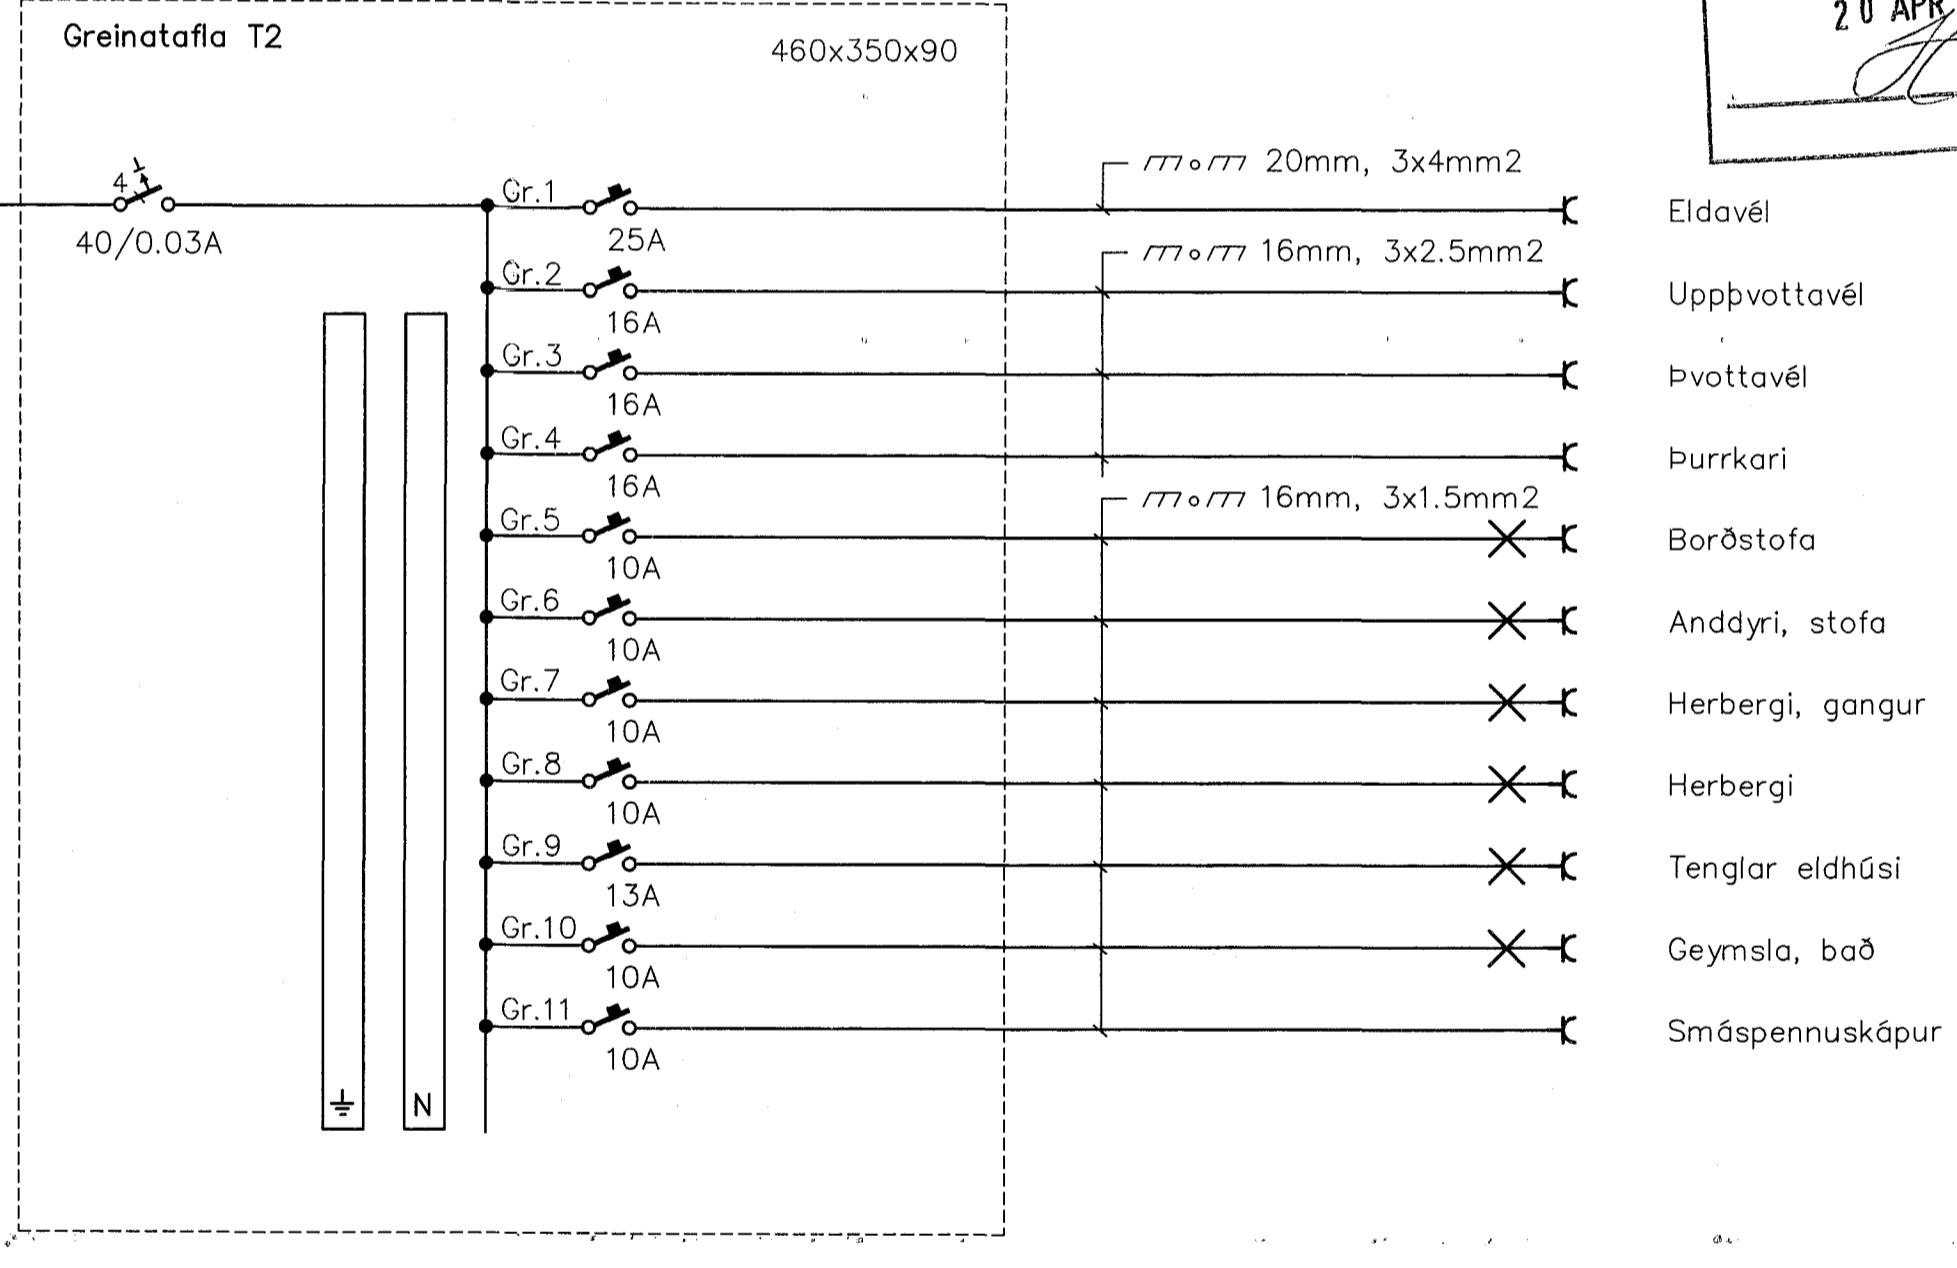 20 APR
Greinatafla T2
460x350x90
4
40/0.03A
Gr.1
25A
20mm, 3x4mm2
Eldavél
Gr.2
16A
16mm, 3x2.5mm2
Uppþvottavél
Gr.3
16A
Þvottavél
Gr.4
16A
Þurrkari
Gr.5
10A
16mm, 3x1.5mm2
Borðstofa
Gr.6
10A
Anddyri, stofa
Gr.7
10A
Herbergi, gangur
Gr.8
10A
Herbergi
Gr.9
13A
Tenglar eldhúsi
Gr.10
10A
Geymsla, bað
Gr.11
10A
Smáspennuskápur
N